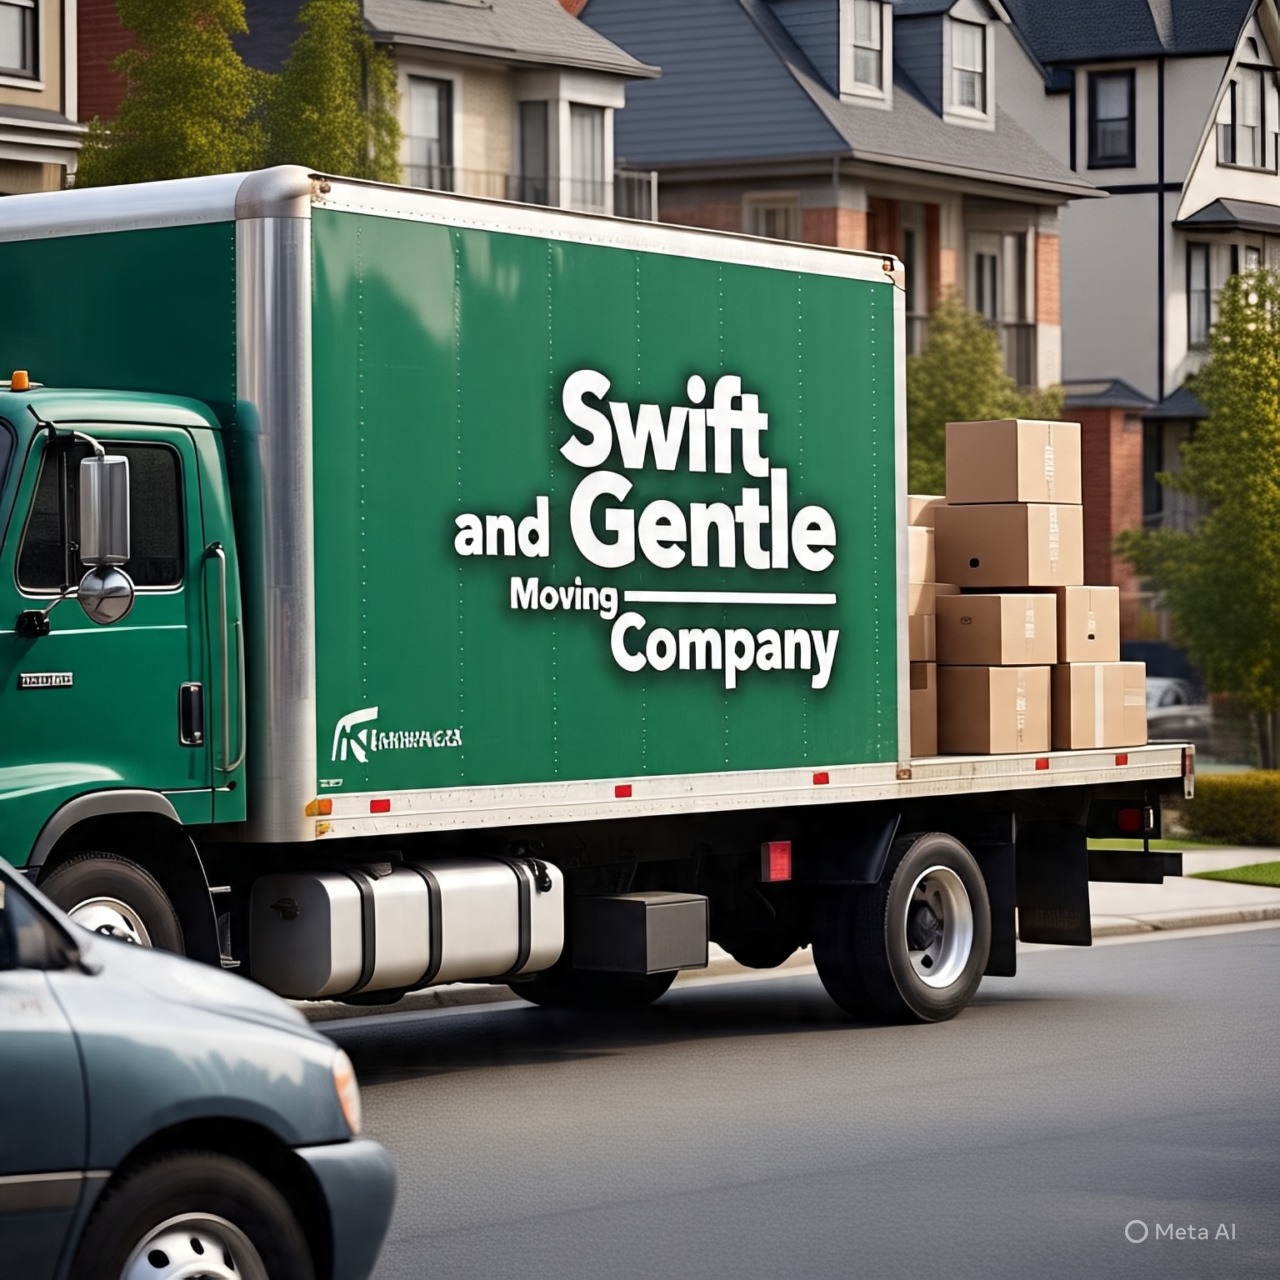 Swift
and Gentle
Moving
Company
Meta AI